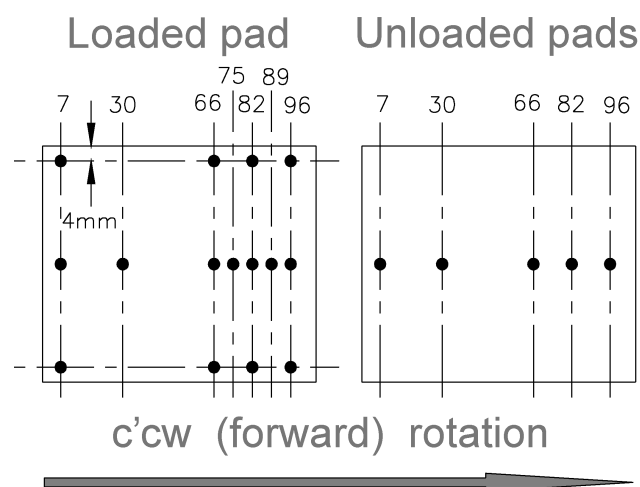 Loaded pad Unloaded pads
75 89
7 30 66 82 96 7 30 66 82 96
4mm
c'cw (forward) rotation